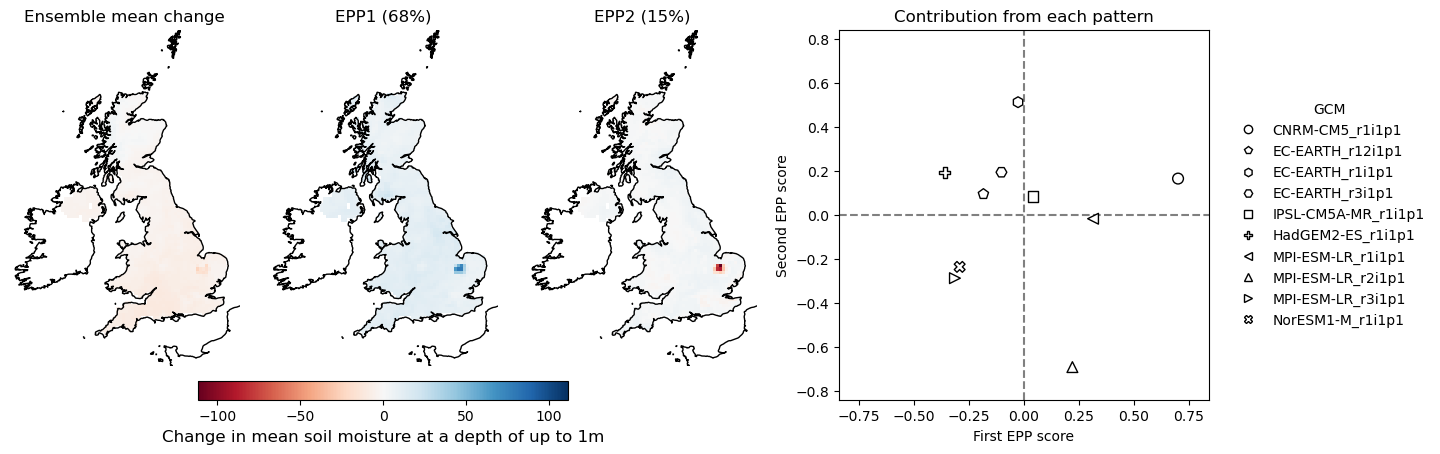 Ensemble mean change
EPP1 (68%)
EPP2 (15%)
Contribution from each pattern
−100
−50
0
50
100
Change in mean soil moisture at a depth of up to 1m
Second EPP score
0.8
0.6
0.4
0.2
0.0
−0.2
−0.4
−0.6
−0.8
−0.75
−0.50
−0.25
0.00
0.25
0.50
0.75
First EPP score
GCM
CNRM-CM5_r1i1p1
EC-EARTH_r12i1p1
EC-EARTH_r1i1p1
EC-EARTH_r3i1p1
IPSL-CM5A-MR_r1i1p1
HadGEM2-ES_r1i1p1
MPI-ESM-LR_r1i1p1
MPI-ESM-LR_r2i1p1
MPI-ESM-LR_r3i1p1
NorESM1-M_r1i1p1